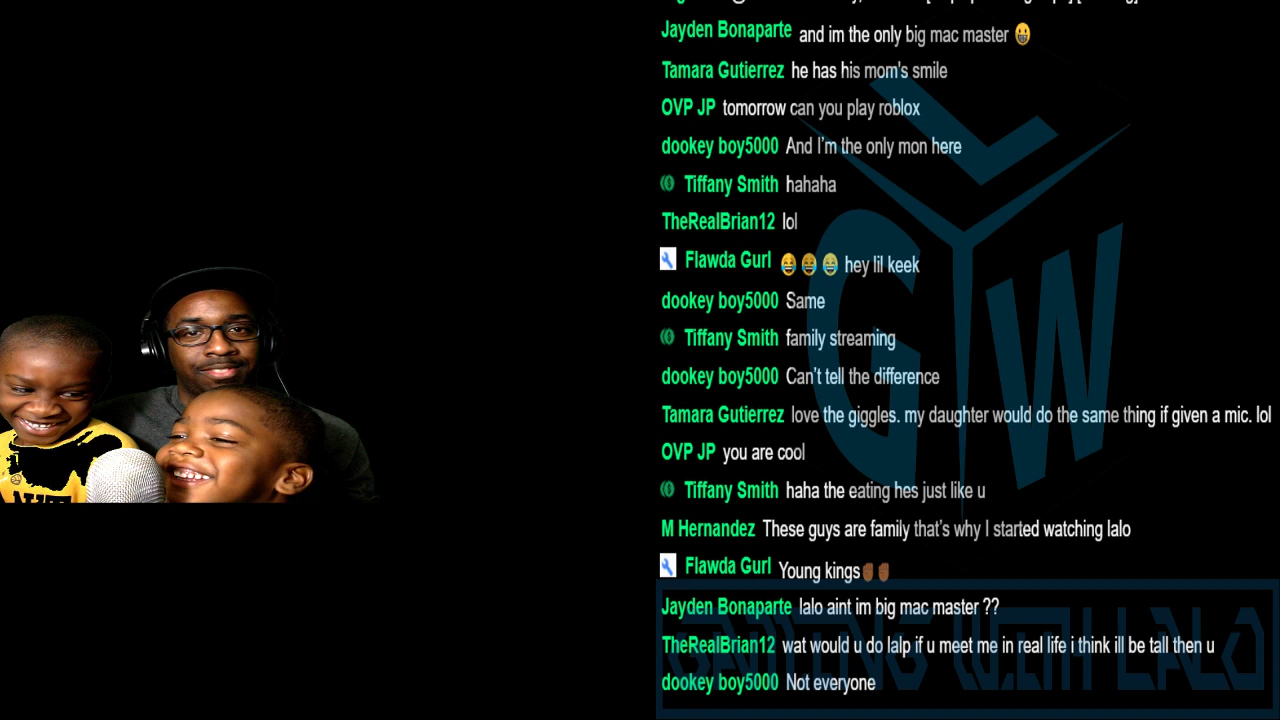 Jayden Bonaparte and im the only big mac master 😀
Tamara Gutierrez he has his mom's smile
OVP JP tomorrow can you play roblox
dookey boy5000 And I'm the only mon here
Tiffany Smith hahaha
TheRealBrian12 lol
Flawda Gurl 😂😂😂 hey lil keek
dookey boy5000 Same
Tiffany Smith family streaming
dookey boy5000 Can't tell the difference
Tamara Gutierrez love the giggles. my daughter would do the same thing if given a mic. lol
OVP JP you are cool
Tiffany Smith haha the eating hes just like u
M Hernandez These guys are family that's why I started watching lalo
Flawda Gurl Young kings✊🏾✊🏾
Jayden Bonaparte lalo aint im big mac master ??
TheRealBrian12 wat would u do lalp if u meet me in real life i think ill be tall then u
dookey boy5000 Not everyone
L
G W
GAMING WITH LALO